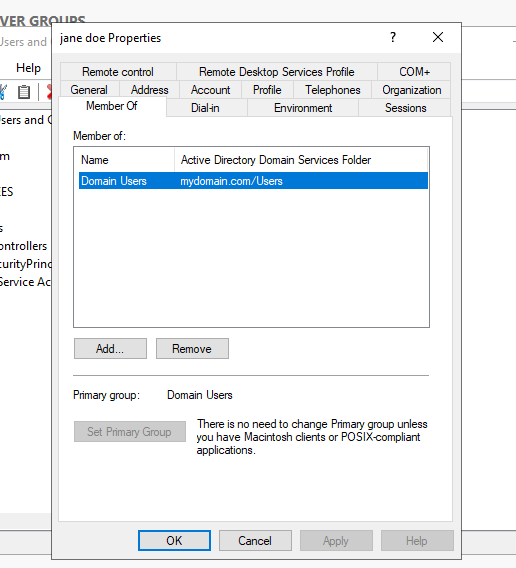 VER GROUPS
Users and C
Help
jane doe Properties
?
Remote control Remote Desktop Services Profile COM+
General Address Account Profile Telephones Organization
Member Of Dial-in Environment Sessions
Member of:
Name Active Directory Domain Services Folder
Domain Users mydomain.com/Users
Add... Remove
Primary group: Domain Users
Set Primary Group
There is no need to change Primary group unless
you have Macintosh clients or POSIX-compliant
applications.
OK Cancel Apply Help
sers and C
m
ES
s
ontrollers
curityPrinc
Service Ac